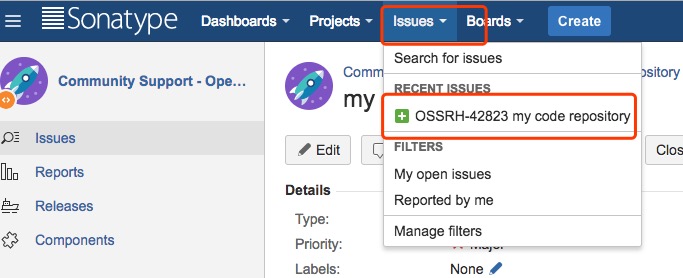 Sonatype Dashboards Projects Issues Boards Create
Community Support - Ope...
Issues
Reports
Releases
Components
Search for issues
RECENT ISSUES
OSSRH-42823 my code repository
FILTERS
My open issues
Reported by me
Manage filters
Comm
sitory
my
Edit
Clos
Details
Type:
Priority:
Major
Labels:
None